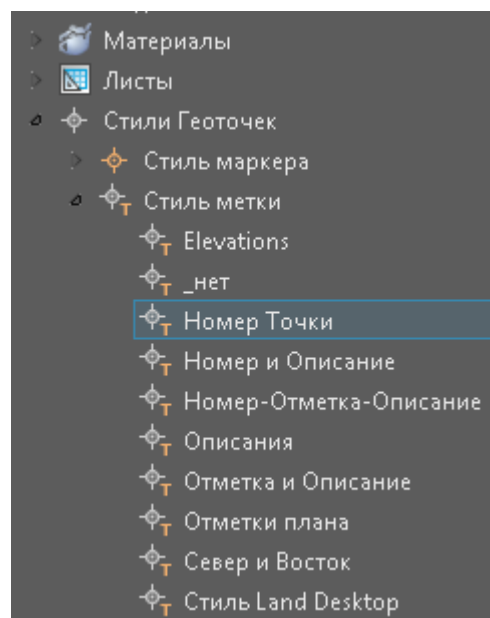 Материалы
Листы
Стили Геоточек
Стиль маркера
Стиль метки
Elevations
_нет
Номер Точки
Номер и Описание
Номер-Отметка-Описание
Описания
Отметка и Описание
Отметки плана
Север и Восток
Стиль Land Desktop